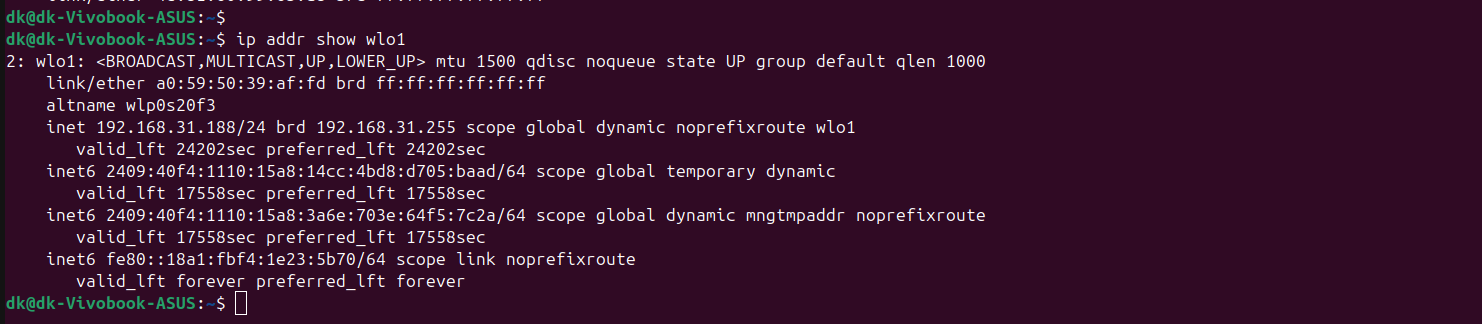 dk@dk-Vivobook-ASUS:~$
dk@dk-Vivobook-ASUS:~$ ip addr show wlo1
2: wlo1: <BROADCAST,MULTICAST,UP,LOWER_UP> mtu 1500 qdisc noqueue state UP group default qlen 1000
    link/ether a0:59:50:39:af:fd brd ff:ff:ff:ff:ff:ff
    altname wlp0s20f3
    inet 192.168.31.188/24 brd 192.168.31.255 scope global dynamic noprefixroute wlo1
       valid_lft 24202sec preferred_lft 24202sec
    inet6 2409:40f4:1110:15a8:14cc:4bd8:d705:baad/64 scope global temporary dynamic
       valid_lft 17558sec preferred_lft 17558sec
    inet6 2409:40f4:1110:15a8:3a6e:703e:64f5:7c2a/64 scope global dynamic mngtmpaddr noprefixroute
       valid_lft 17558sec preferred_lft 17558sec
    inet6 fe80::18a1:fbf4:1e23:5b70/64 scope link noprefixroute
       valid_lft forever preferred_lft forever
dk@dk-Vivobook-ASUS:~$